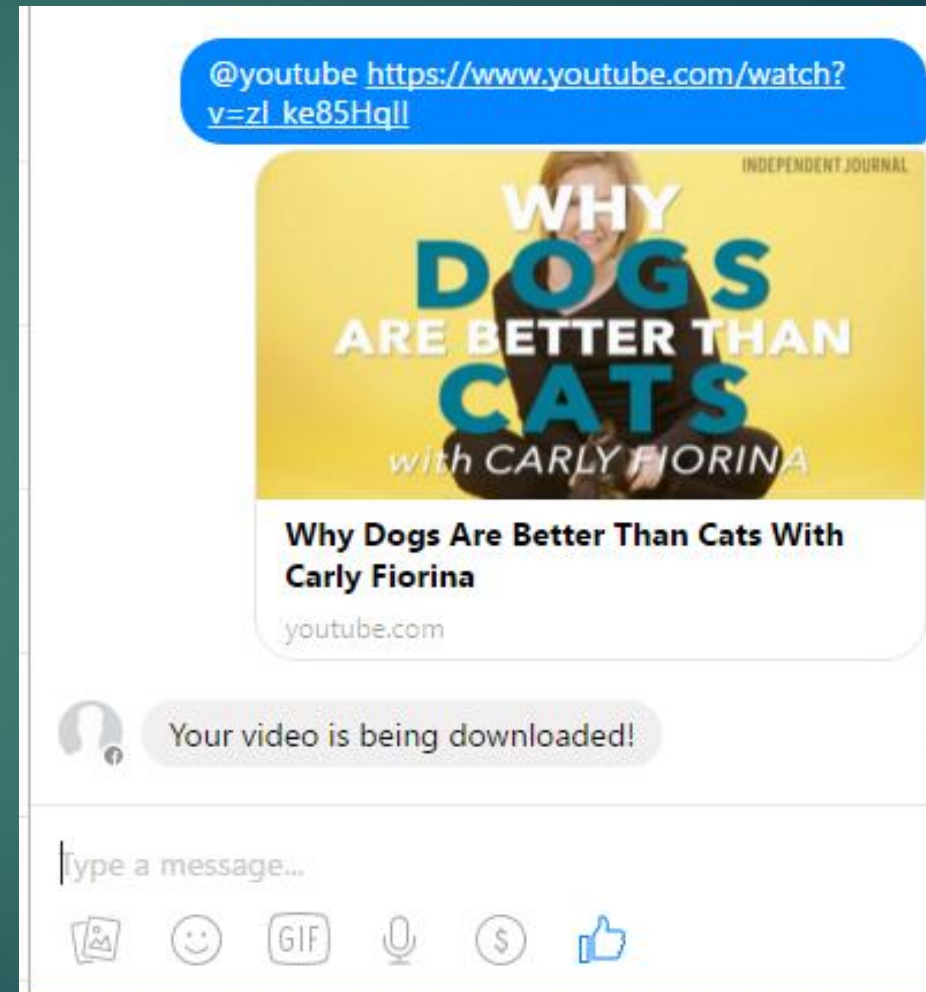 @youtube https://www.youtube.com/watch?
v=zl_ke85HqlI
INDEPENDENT JOURNAL
WHY
DOGS
ARE BETTER THAN
CATS
with CARLY FIORINA
Why Dogs Are Better Than Cats With
Carly Fiorina
youtube.com
Your video is being downloaded!
Type a message...
GIF
$